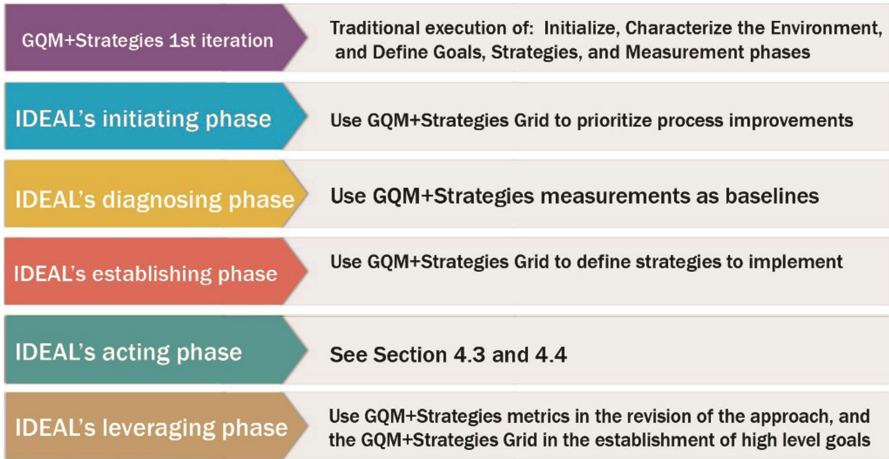 GQM+Strategies 1st iteration
Traditional execution of: Initialize, Characterize the Environment,
and Define Goals, Strategies, and Measurement phases
IDEAL's initiating phase
Use GQM+Strategies Grid to prioritize process improvements
IDEAL's diagnosing phase
Use GQM+Strategies measurements as baselines
IDEAL's establishing phase
Use GQM+Strategies Grid to define strategies to implement
IDEAL's acting phase
See Section 4.3 and 4.4
IDEAL's leveraging phase
Use GQM+Strategies metrics in the revision of the approach, and
the GQM+Strategies Grid in the establishment of high level goals